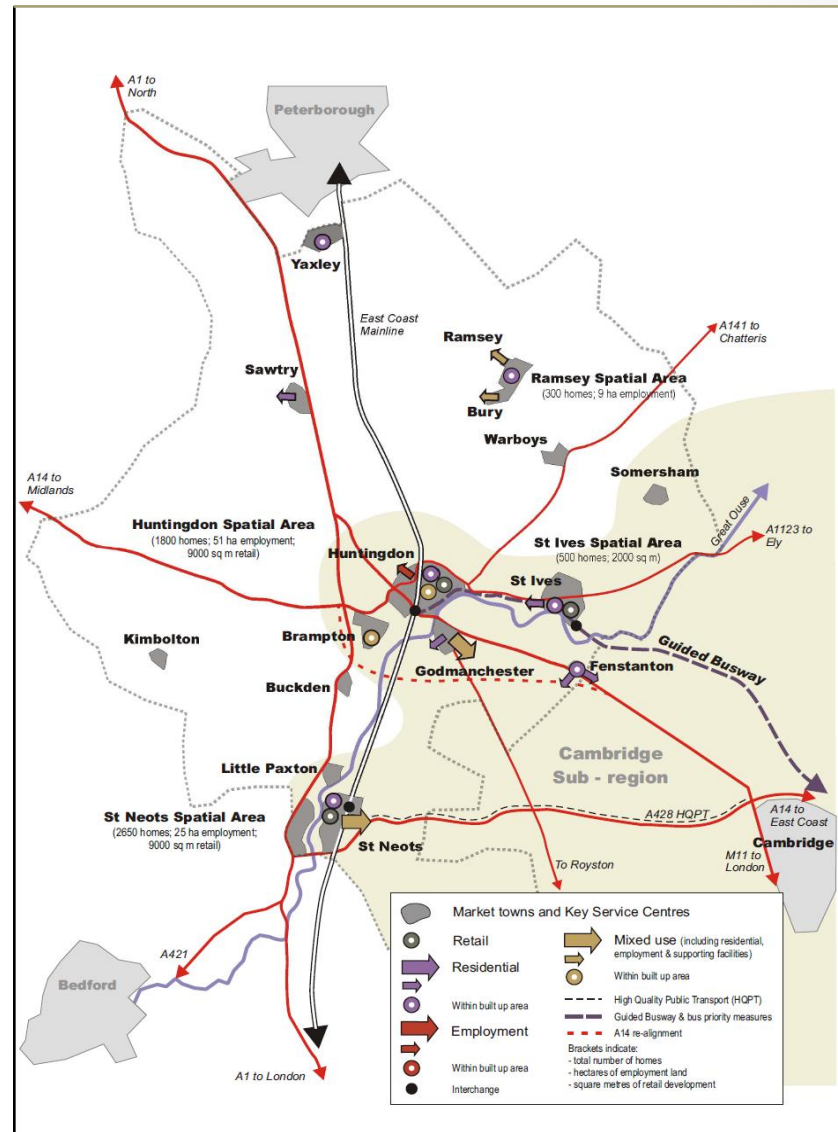 A1 to
North
Peterborough
Yaxley
East Coast
Mainline
Ramsey
A141 to
Chatteris
Sawtry
Ramsey Spatial Area
(300 homes; 9 ha employment)
Bury
Warboys
Somersham
A14 to
Midlands
Great Ouse
Huntingdon Spatial Area
(1800 homes; 51 ha employment;
9000 sq m retail)
St Ives Spatial Area
(500 homes; 2000 sq m)
A1123 to
Ely
Huntingdon
St Ives
Kimbolton
Brampton
Godmanchester
Fenstanton
Guided Busway
Buckden
Little Paxton
Cambridge
Sub - region
St Neots Spatial Area
(2650 homes; 25 ha employment;
9000 sq m retail)
A428 HQPT
A14 to
East Coast
St Neots
Cambridge
To Royston
M11 to
London
A421
Bedford
A1 to London
Market towns and Key Service Centres
Retail
Residential
Within built up area
Employment
Within built up area
Interchange
Mixed use (including residential,
employment & supporting facilities)
Within built up area
High Quality Public Transport (HQPT)
Guided Busway & bus priority measures
A14 re-alignment
Brackets indicate:
- total number of homes
- hectares of employment land
- square metres of retail development